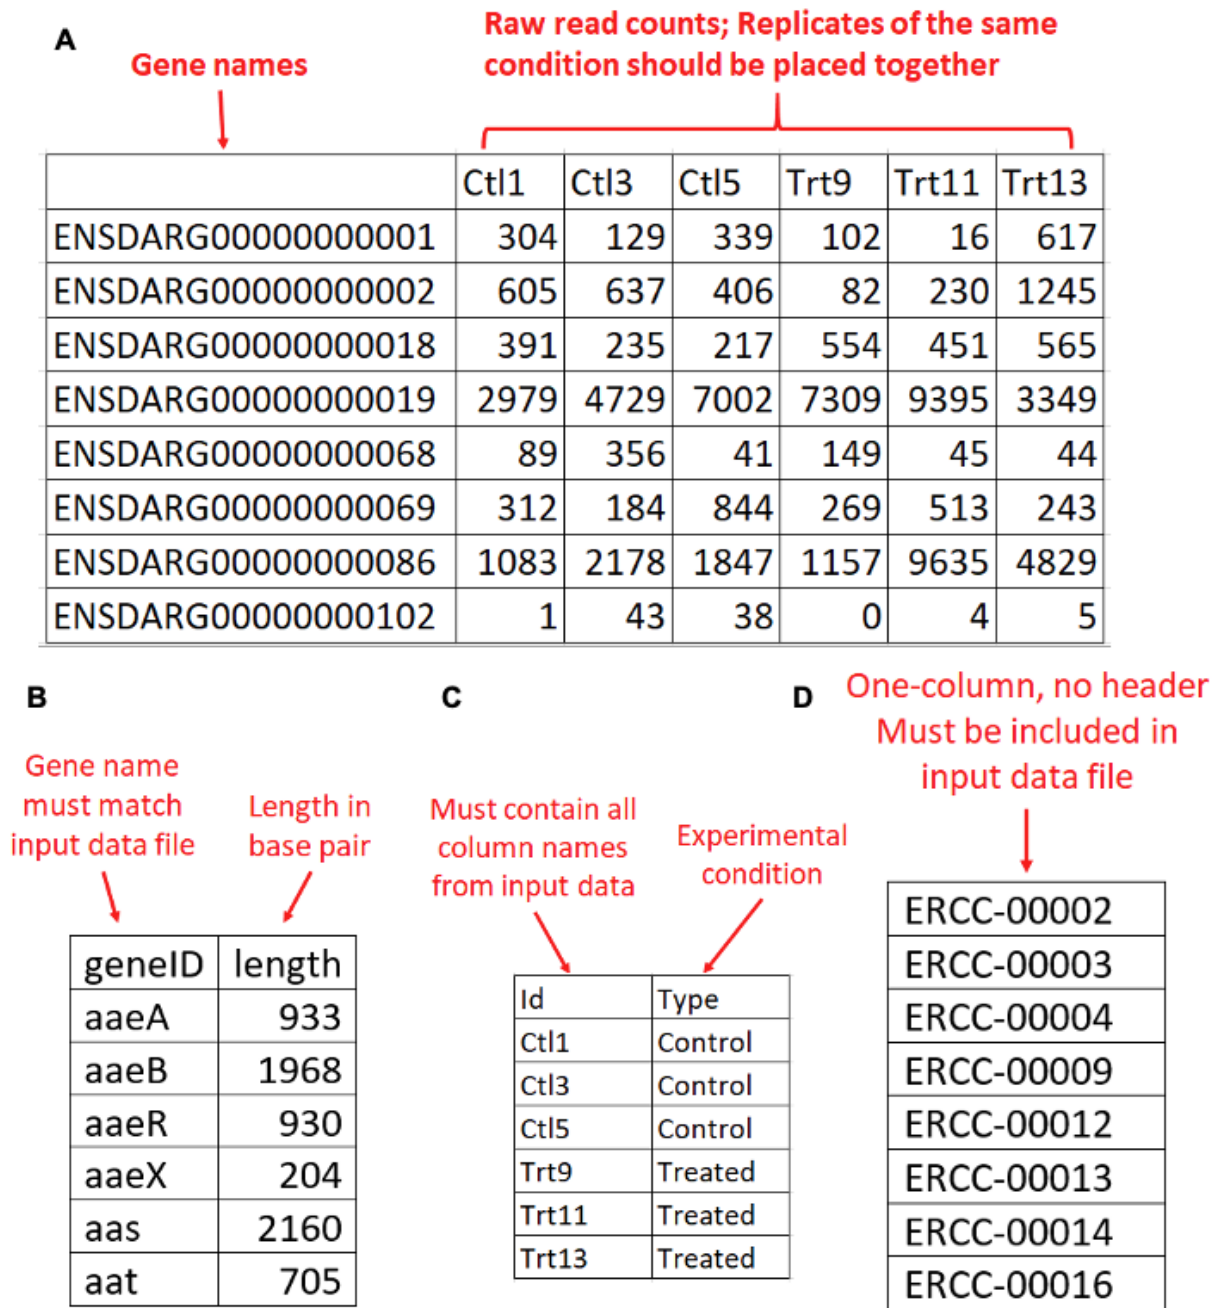 A
Gene names
Raw read counts; Replicates of the same
condition should be placed together
Ctl1 Ctl3 Ctl5 Trt9 Trt11 Trt13
ENSDARG00000000001 304 129 339 102 16 617
ENSDARG00000000002 605 637 406 82 230 1245
ENSDARG00000000018 391 235 217 554 451 565
ENSDARG00000000019 2979 4729 7002 7309 9395 3349
ENSDARG00000000068 89 356 41 149 45 44
ENSDARG00000000069 312 184 844 269 513 243
ENSDARG00000000086 1083 2178 1847 1157 9635 4829
ENSDARG00000000102 1 43 38 0 4 5
B
Gene name
must match
input data file
Length in
base pair
geneID length
aaeA 933
aaeB 1968
aaeR 930
aaeX 204
aas 2160
aat 705
C
Must contain all
column names
from input data
Experimental
condition
Id Type
Ctl1 Control
Ctl3 Control
Ctl5 Control
Trt9 Treated
Trt11 Treated
Trt13 Treated
D
One-column, no header
Must be included in
input data file
ERCC-00002
ERCC-00003
ERCC-00004
ERCC-00009
ERCC-00012
ERCC-00013
ERCC-00014
ERCC-00016